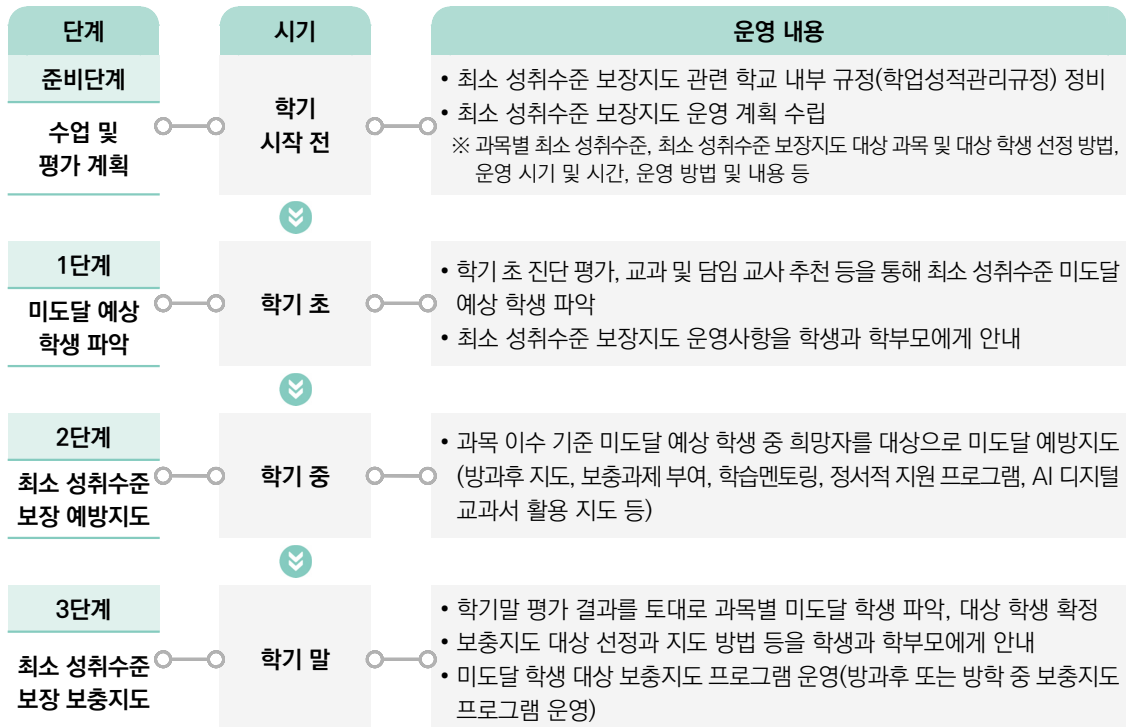 단계
시기
운영 내용
준비단계
수업 및
평가 계획
학기
시작 전
• 최소 성취수준 보장지도 관련 학교 내부 규정(학업성적관리규정) 정비
• 최소 성취수준 보장지도 운영 계획 수립
※ 과목별 최소 성취수준, 최소 성취수준 보장지도 대상 과목 및 대상 학생 선정 방법,
운영 시기 및 시간, 운영 방법 및 내용 등
1단계
미도달 예상
학생 파악
학기 초
• 학기 초 진단 평가, 교과 및 담임 교사 추천 등을 통해 최소 성취수준 미도달
예상 학생 파악
• 최소 성취수준 보장지도 운영사항을 학생과 학부모에게 안내
2단계
최소 성취수준
보장 예방지도
학기 중
• 과목 이수 기준 미도달 예상 학생 중 희망자를 대상으로 미도달 예방지도
(방과후 지도, 보충과제 부여, 학습멘토링, 정서적 지원 프로그램, AI 디지털
교과서 활용 지도 등)
3단계
최소 성취수준
보장 보충지도
학기 말
• 학기말 평가 결과를 토대로 과목별 미도달 학생 파악, 대상 학생 확정
• 보충지도 대상 선정과 지도 방법 등을 학생과 학부모에게 안내
• 미도달 학생 대상 보충지도 프로그램 운영(방과후 또는 방학 중 보충지도
프로그램 운영)